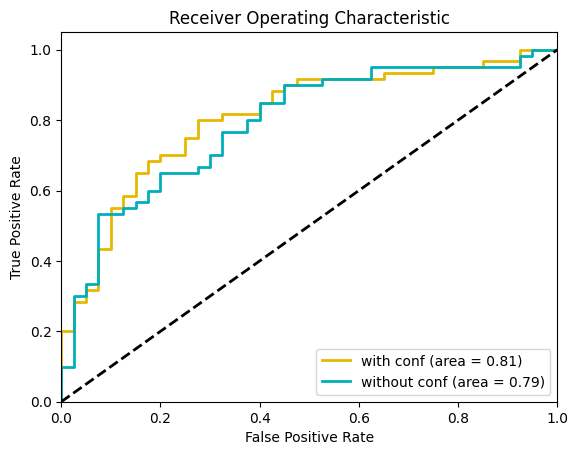 Receiver Operating Characteristic
True Positive Rate
1.0
0.8
0.6
0.4
0.2
0.0
with conf (area = 0.81)
without conf (area = 0.79)
0.0 0.2 0.4 0.6 0.8 1.0
False Positive Rate